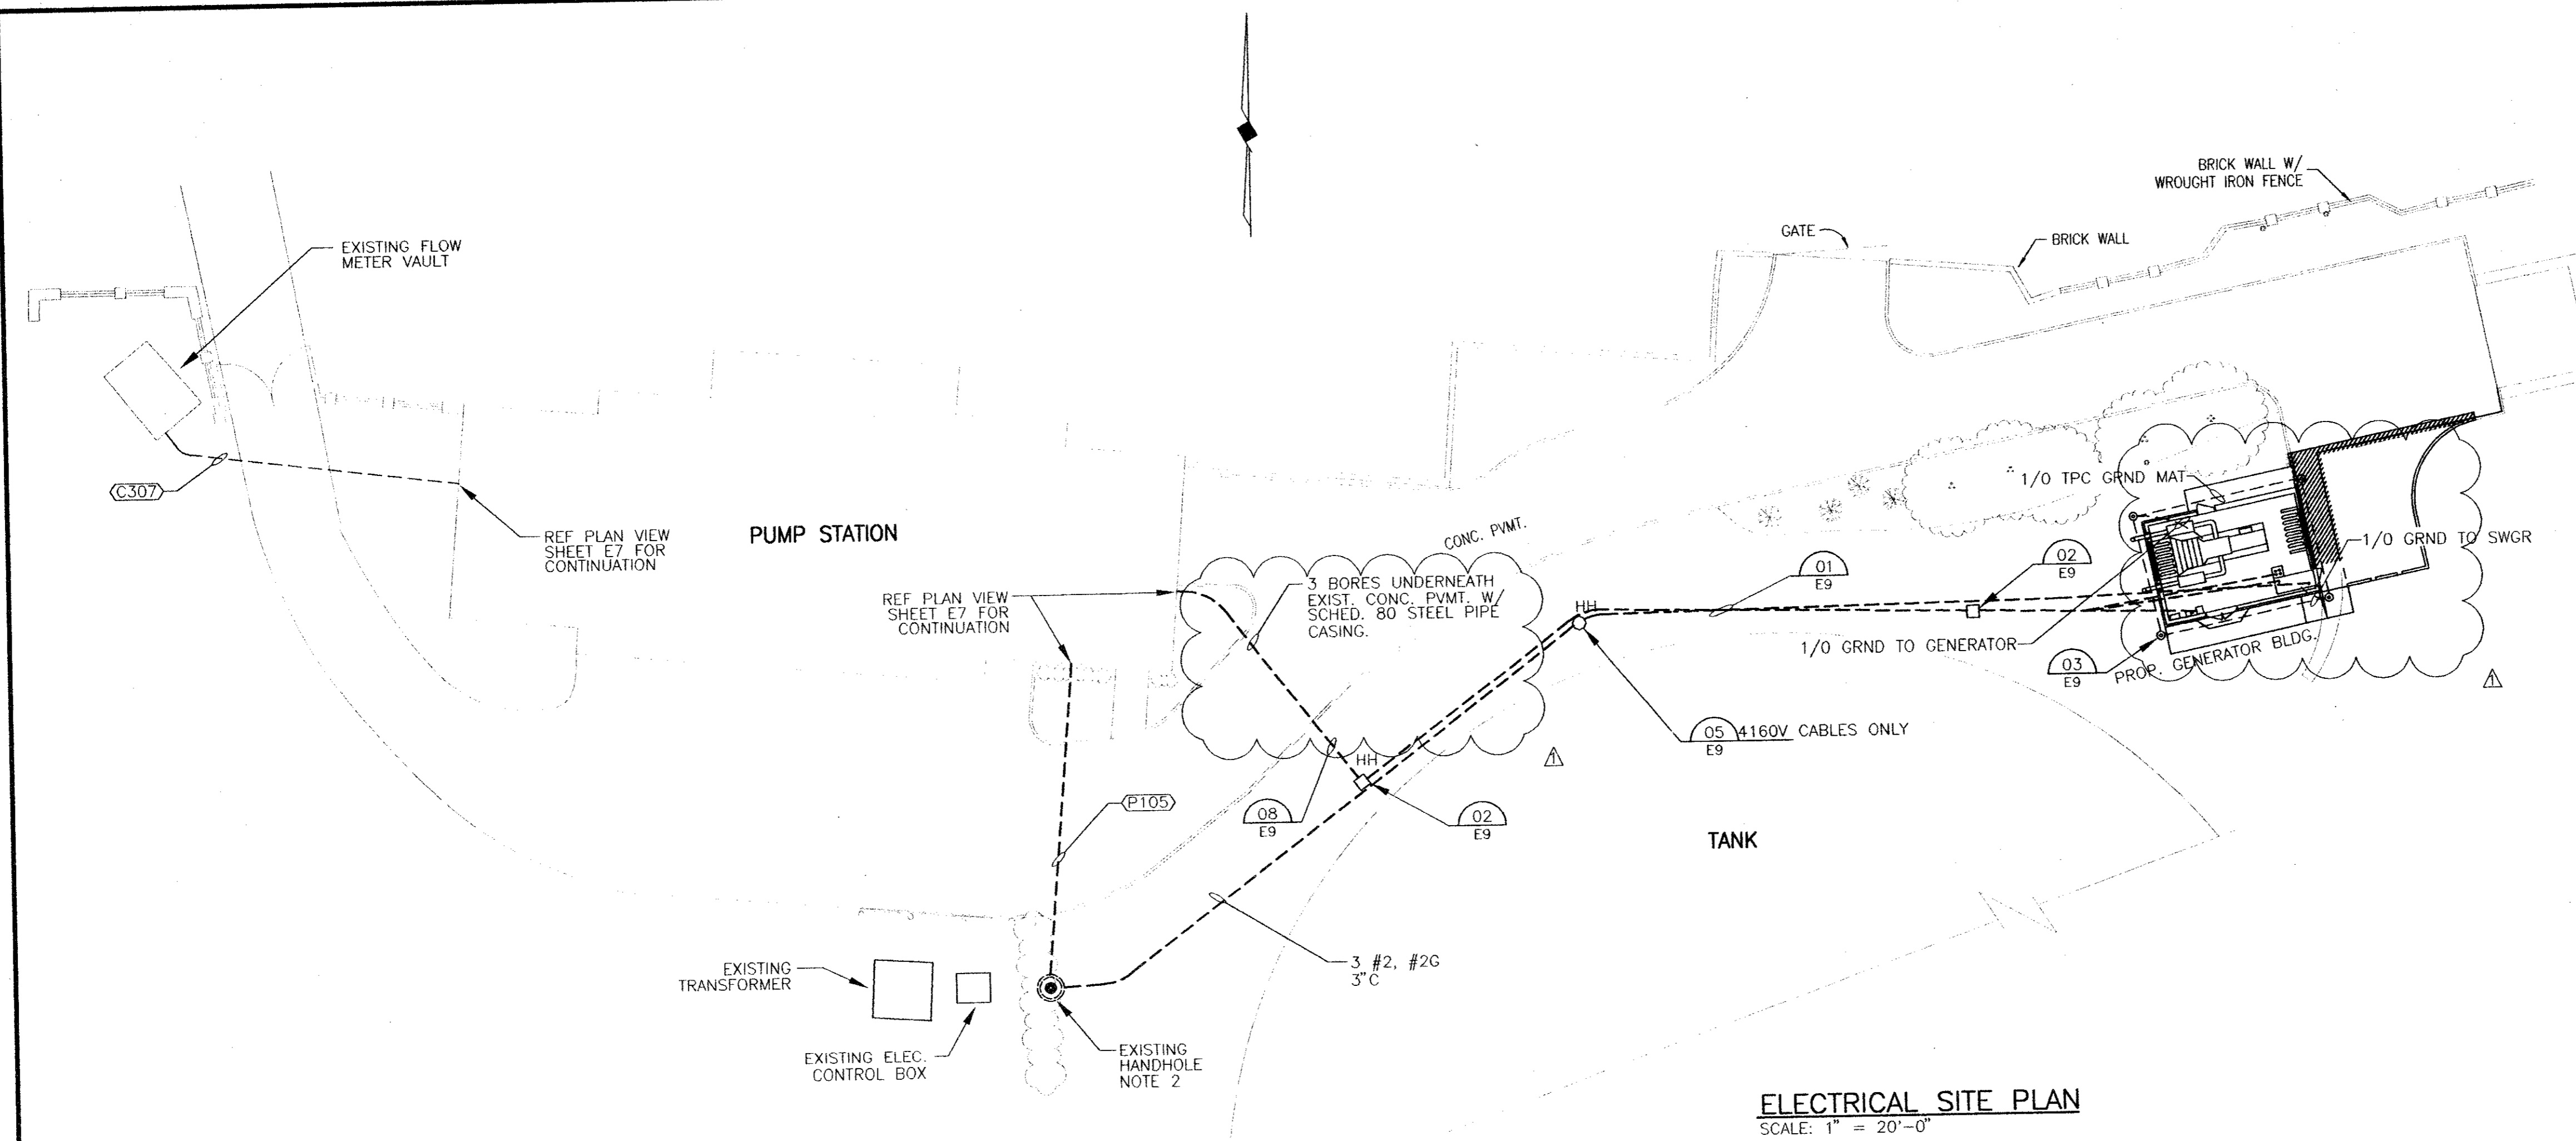 BRICK WALL W/
WROUGHT IRON FENCE
GATE
BRICK WALL
EXISTING FLOW
METER VAULT
C307
REF PLAN VIEW
SHEET E7 FOR
CONTINUATION
PUMP STATION
CONC. PVMT.
1/0 TPC GRND MAT
1/0 GRND TO SWGR
REF PLAN VIEW
SHEET E7 FOR
CONTINUATION
3 BORES UNDERNEATH
EXIST. CONC. PVMT. W/
SCHED. 80 STEEL PIPE
CASING.
HH
01
E9
02
E9
1/0 GRND TO GENERATOR
03
E9
PROP. GENERATOR BLDG.
1
05
E9
4160V CABLES ONLY
1
HH
P105
08
E9
02
E9
TANK
3 #2, #2G
3"C
EXISTING
TRANSFORMER
EXISTING ELEC.
CONTROL BOX
EXISTING
HANDHOLE
NOTE 2
ELECTRICAL SITE PLAN
SCALE: 1" = 20'-0"